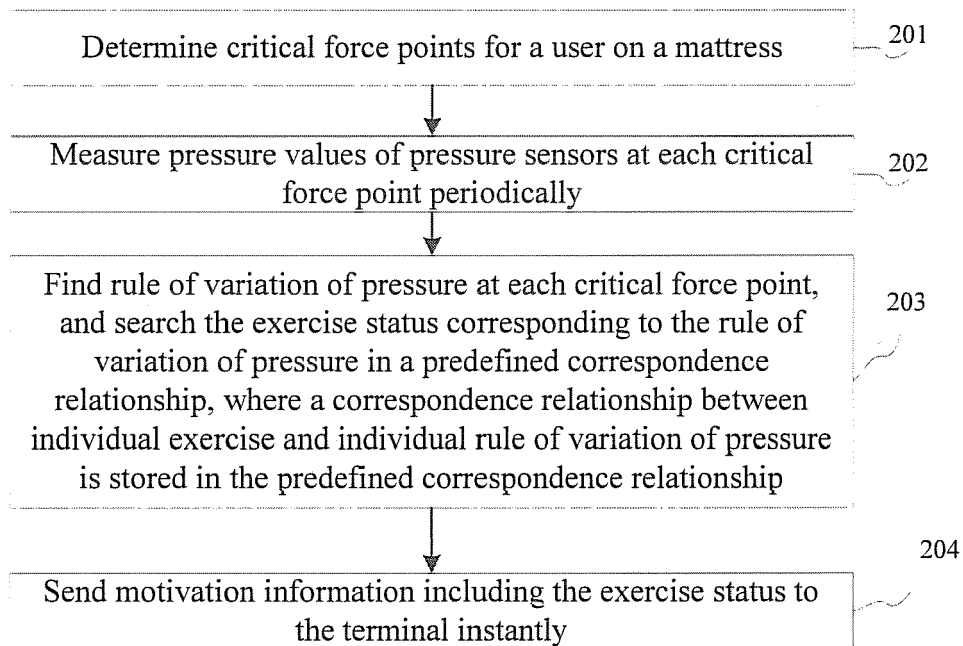 Determine critical force points for a user on a mattress
201
Measure pressure values of pressure sensors at each critical
force point periodically
202
Find rule of variation of pressure at each critical force point,
and search the exercise status corresponding to the rule of
variation of pressure in a predefined correspondence
relationship, where a correspondence relationship between
individual exercise and individual rule of variation of pressure
is stored in the predefined correspondence relationship
203
Send motivation information including the exercise status to
the terminal instantly
204